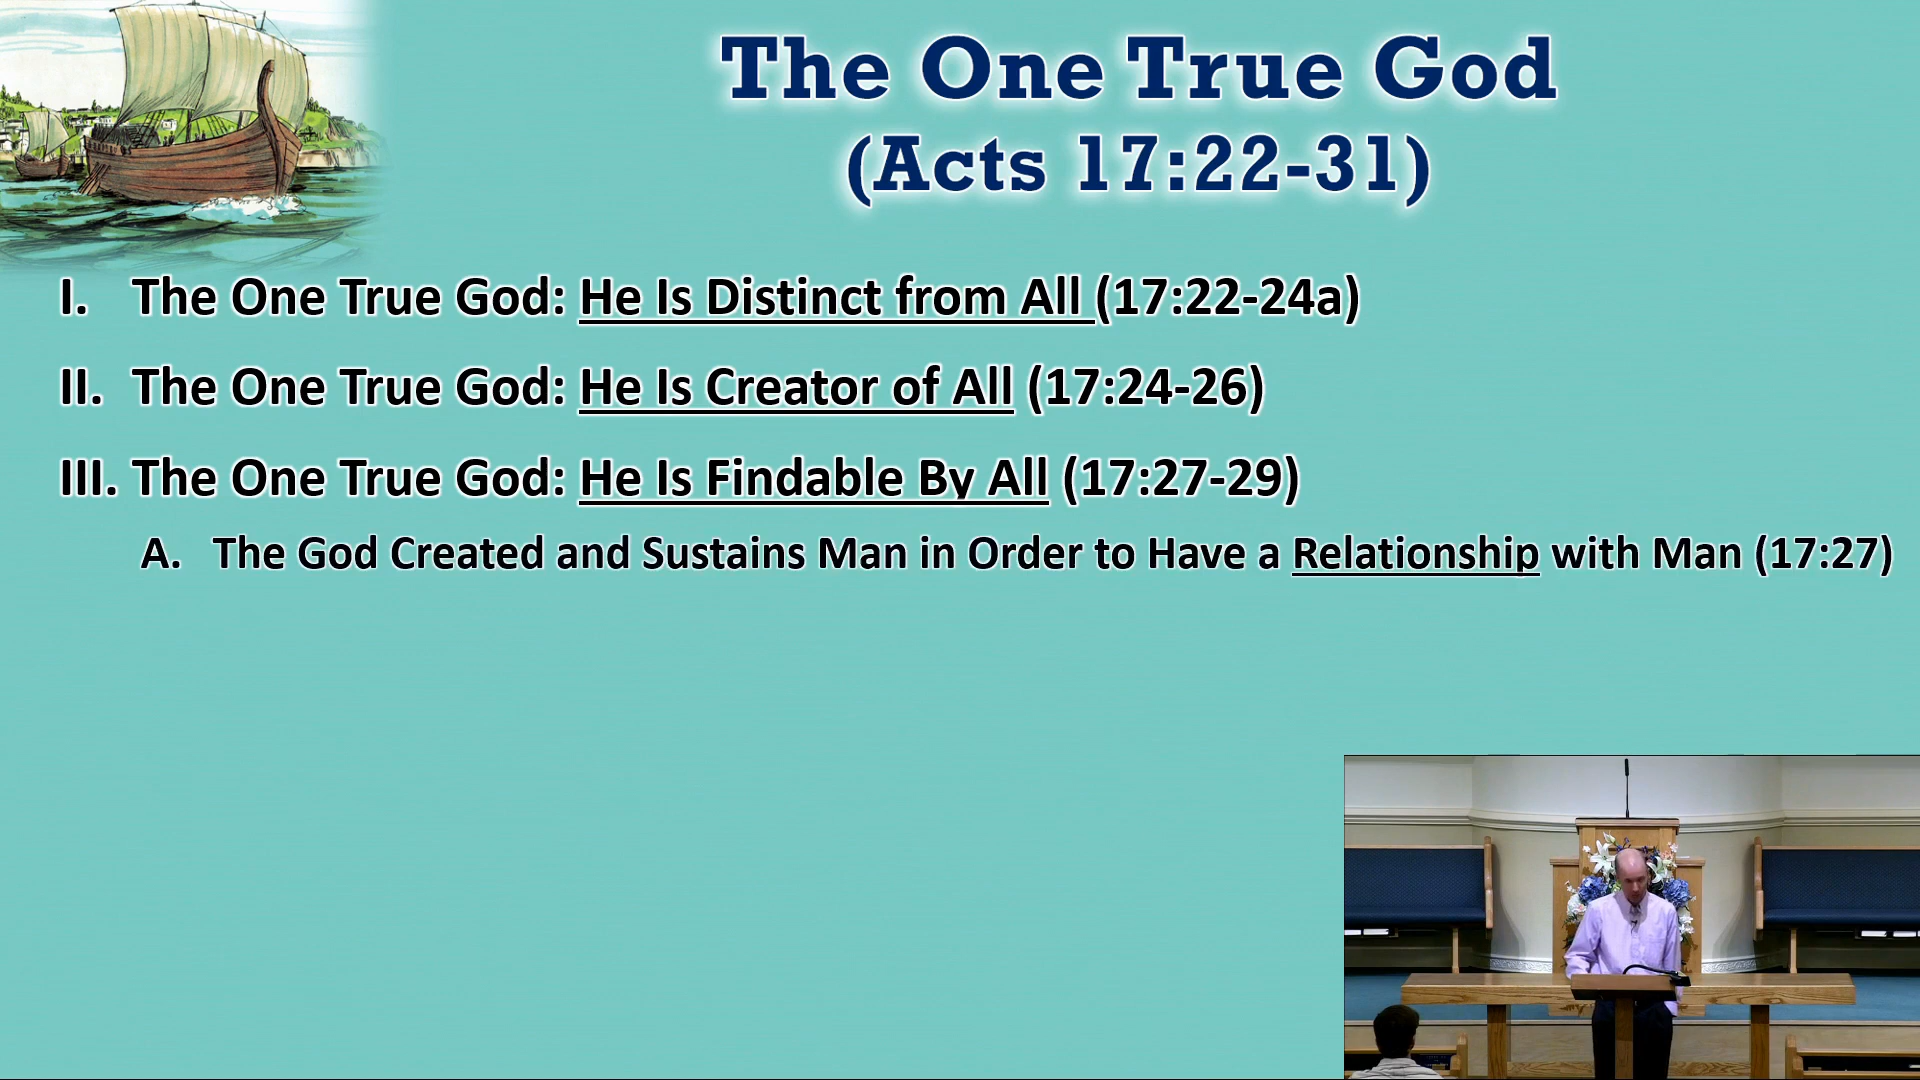 The One True God
(Acts 17:22-31)
I. The One True God: He Is Distinct from All (17:22-24a)
II. The One True God: He Is Creator of All (17:24-26)
III. The One True God: He Is Findable By All (17:27-29)
A. The God Created and Sustains Man in Order to Have a Relationship with Man (17:27)